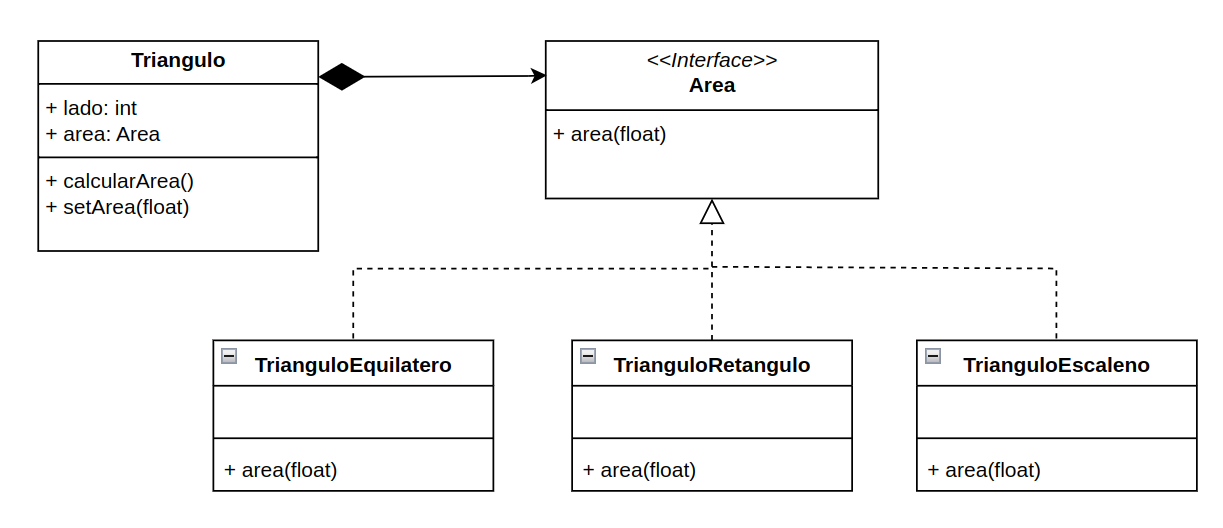 Triangulo
+ lado: int
+ area: Area
+ calcularArea()
+ setArea(float)
<<Interface>>
Area
+ area(float)
TrianguloEquilatero
+ area(float)
TrianguloRetangulo
+ area(float)
TrianguloEscaleno
+ area(float)